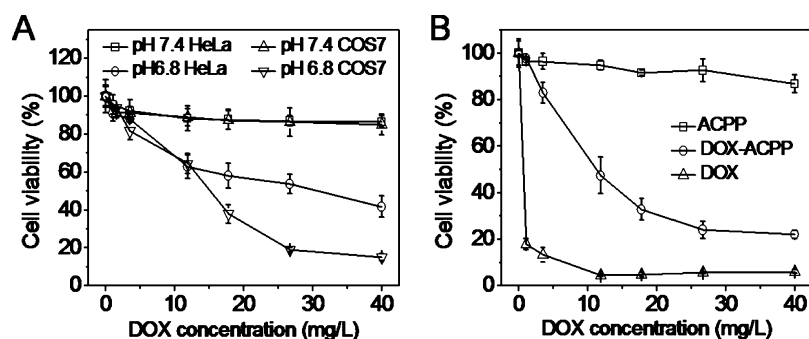 A
pH 7.4 HeLa
pH 7.4 COS7
pH6.8 HeLa
pH 6.8 COS7
Cell viability (%)
120
100
80
60
40
20
0
0
10
20
30
40
DOX concentration (mg/L)
B
ACPP
DOX-ACPP
DOX
Cell viability (%)
100
80
60
40
20
0
0
10
20
30
40
DOX concentration (mg/L)